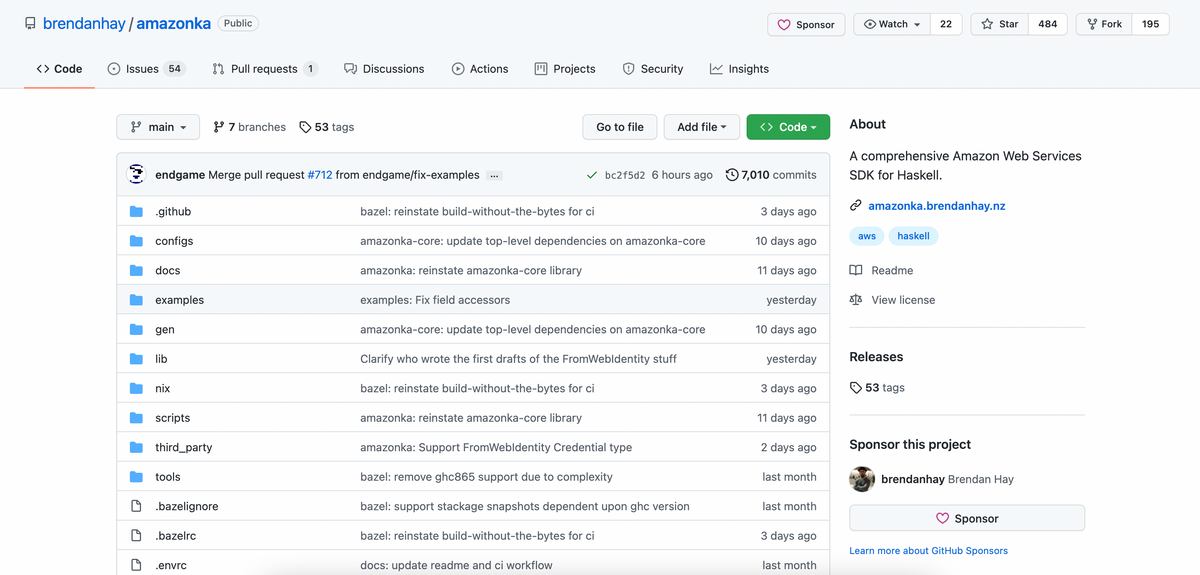 brendanhay / amazonka Public
Sponsor Watch 22 Star 484 Fork 195
Code Issues 54 Pull requests 1 Discussions Actions Projects Security Insights
main 7 branches 53 tags Go to file Add file Code
endgame Merge pull request #712 from endgame/fix-examples ... bc2f5d2 6 hours ago 7,010 commits
.github bazel: reinstate build-without-the-bytes for ci 3 days ago
configs amazonka-core: update top-level dependencies on amazonka-core 10 days ago
docs amazonka: reinstate amazonka-core library 11 days ago
examples examples: Fix field accessors yesterday
gen amazonka-core: update top-level dependencies on amazonka-core 10 days ago
lib Clarify who wrote the first drafts of the FromWebIdentity stuff yesterday
nix bazel: reinstate build-without-the-bytes for ci 3 days ago
scripts amazonka: reinstate amazonka-core library 11 days ago
third_party amazonka: Support FromWebIdentity Credential type 2 days ago
tools bazel: remove ghc865 support due to complexity last month
.bazelignore bazel: support stackage snapshots dependent upon ghc version last month
.bazelrc bazel: reinstate build-without-the-bytes for ci 3 days ago
.envrc docs: update readme and ci workflow last month
About
A comprehensive Amazon Web Services
SDK for Haskell.
amazonka.brendanhay.nz
aws haskell
Readme
View license
Releases
53 tags
Sponsor this project
brendanhay Brendan Hay
Sponsor
Learn more about GitHub Sponsors